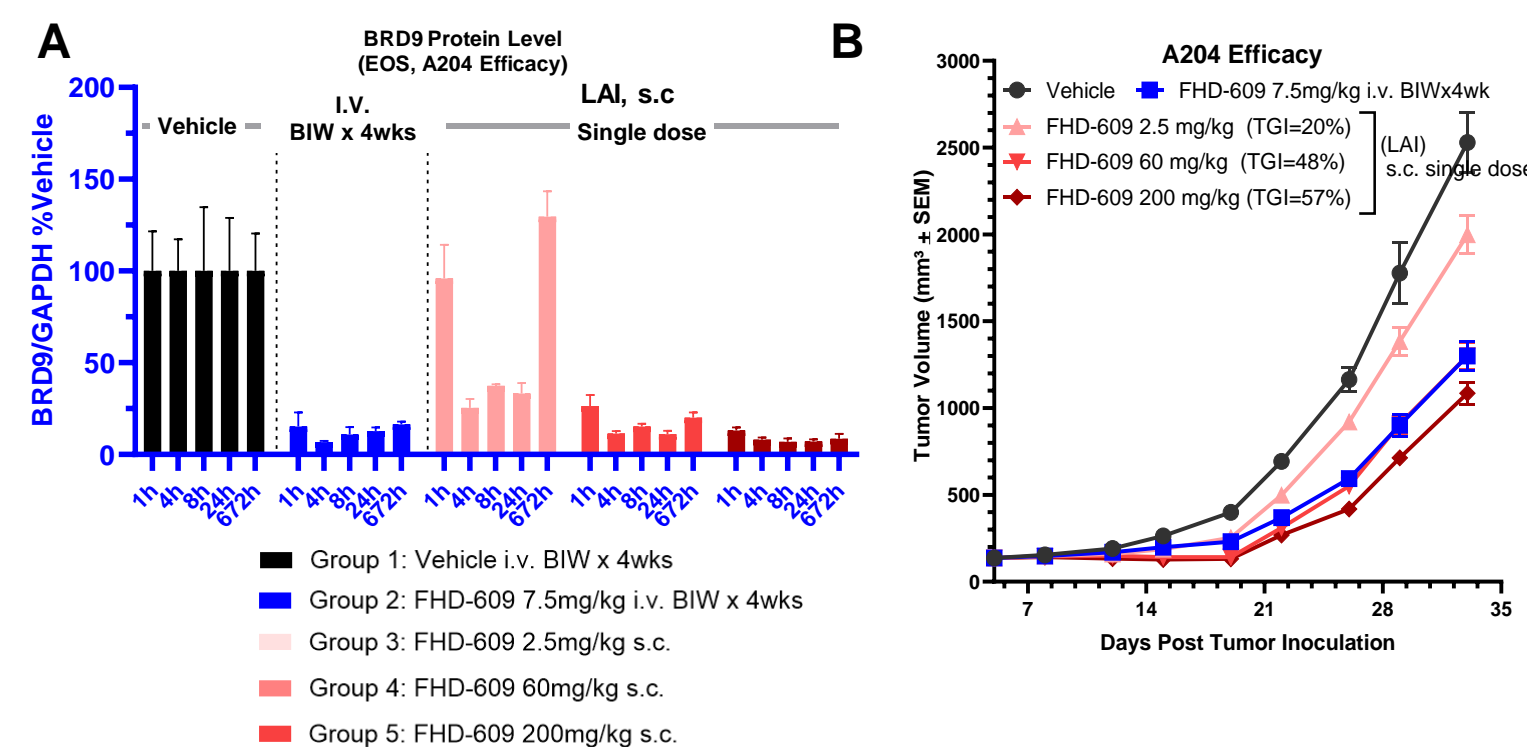 A
BRD9 Protein Level
(EOS, A204 Efficacy)
LAI, s.c
I.V.
Vehicle
BIW x 4wks
Single dose
BRD9/GAPDH %Vehicle
200
150
100
50
0
1h 4h 8h 24h 672h 1h 4h 8h 24h 672h 1h 4h 8h 24h 672h 1h 4h 8h 24h 672h 1h 4h 8h 24h 672h
Group 1: Vehicle i.v. BIW x 4wks
Group 2: FHD-609 7.5mg/kg i.v. BIW x 4wks
Group 3: FHD-609 2.5mg/kg s.c.
Group 4: FHD-609 60mg/kg s.c.
Group 5: FHD-609 200mg/kg s.c.
B
A204 Efficacy
Vehicle FHD-609 7.5mg/kg i.v. BIWx4wk
FHD-609 2.5 mg/kg (TGI=20%)
FHD-609 60 mg/kg (TGI=48%)
FHD-609 200 mg/kg (TGI=57%)
(LAI)
s.c. single dose
Tumor Volume (mm³ ± SEM)
3000
2500
2000
1500
1000
500
0
7 14 21 28 35
Days Post Tumor Inoculation